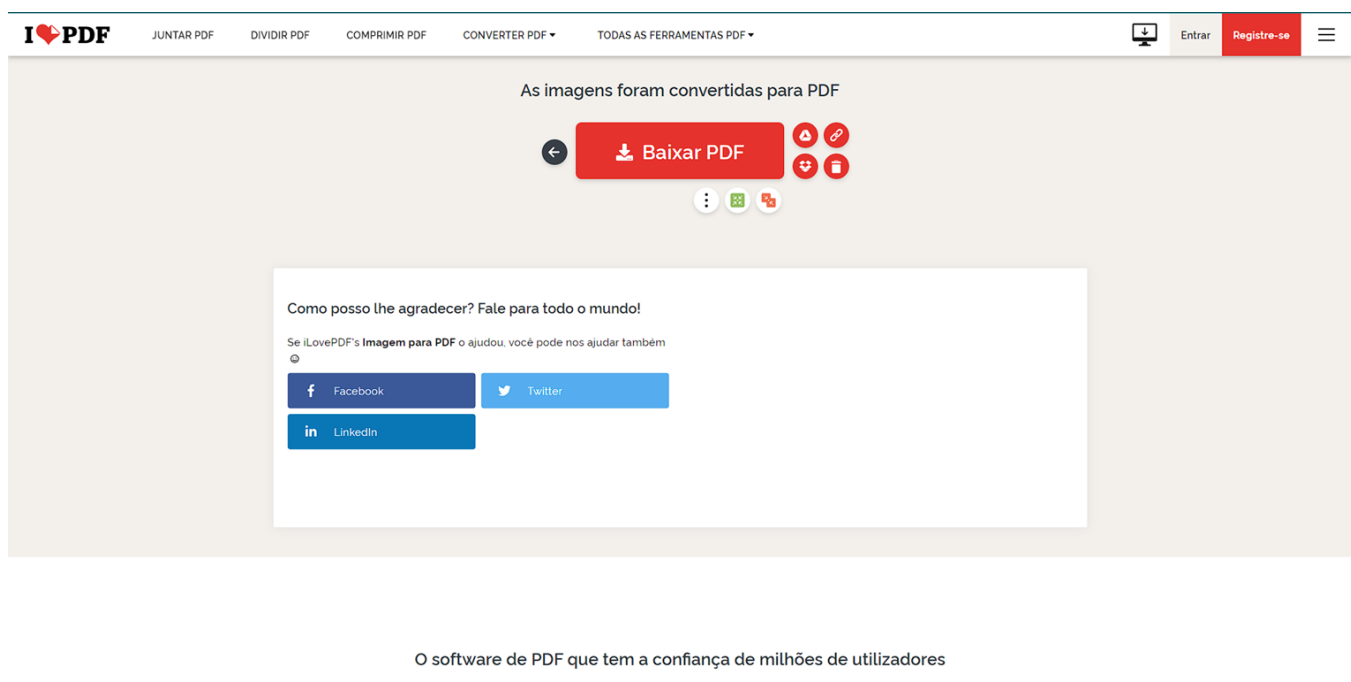 I PDF
JUNTAR PDF DIVIDIR PDF COMPRIMIR PDF CONVERTER PDF TODAS AS FERRAMENTAS PDF Entrar Registre-se
As imagens foram convertidas para PDF
Baixar PDF
Como posso lhe agradecer? Fale para todo o mundo!
Se iLovePDF's Imagem para PDF o ajudou, você pode nos ajudar também
Facebook Twitter
LinkedIn
O software de PDF que tem a confiança de milhões de utilizadores